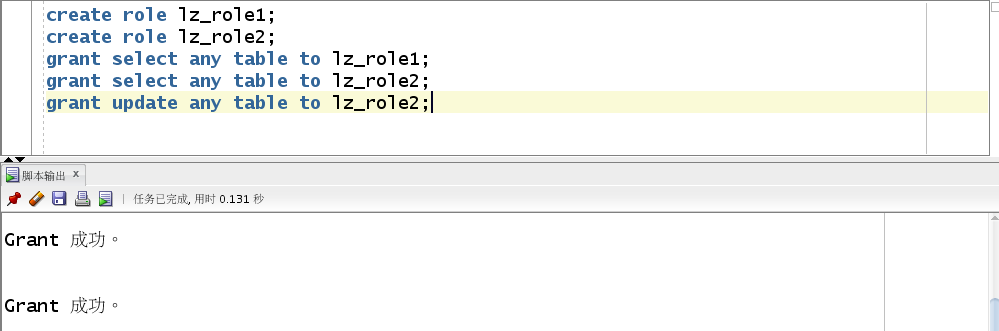 create role lz_role1;
create role lz_role2;
grant select any table to lz_role1;
grant select any table to lz_role2;
grant update any table to lz_role2;
脚本输出 x
任务已完成, 用时 0.131 秒
Grant 成功。
Grant 成功。